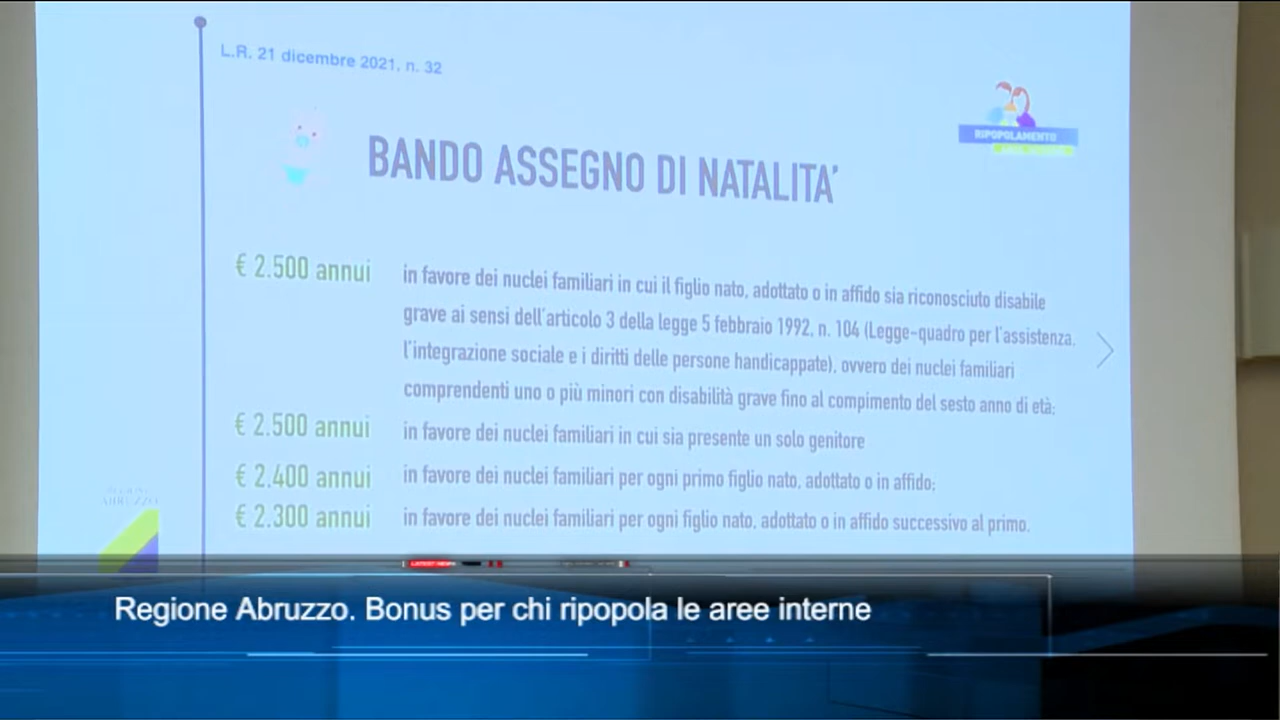 L.R. 21 dicembre 2021, n. 32
RIPOPOLAMENTO
BANDO ASSEGNO DI NATALITA'
€ 2.500 annui
in favore dei nuclei familiari in cui il figlio nato, adottato o in affido sia riconosciuto disabile
grave ai sensi dell'articolo 3 della legge 5 febbraio 1992, n. 104 (Legge-quadro per l'assistenza,
l'integrazione sociale e i diritti delle persone handicappate), ovvero dei nuclei familiari
comprendenti uno o più minori con disabilità grave fino al compimento del sesto anno di età;
€ 2.500 annui
in favore dei nuclei familiari in cui sia presente un solo genitore
€ 2.400 annui
in favore dei nuclei familiari per ogni primo figlio nato, adottato o in affido;
€ 2.300 annui
in favore dei nuclei familiari per ogni figlio nato, adottato o in affido successivo al primo.
REGIONE
ABRUZZO
LATEST NEWS
Regione Abruzzo. Bonus per chi ripopola le aree interne